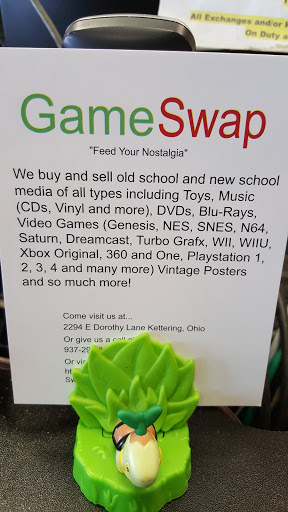 All Exchanges and/or
On Duty
GameSwap
"Feed Your Nostalgia"
We buy and sell old school and new school
media of all types including Toys, Music
(CDs, Vinyl and more), DVDs, Blu-Rays,
Video Games (Genesis, NES, SNES, N64,
Saturn, Dreamcast, Turbo Grafx, WII, WIIU,
Xbox Original, 360 and One, Playstation 1,
2, 3, 4 and many more) Vintage Posters
and so much more!
Come visit us at...
2294 E Dorothy Lane Kettering, Ohio
Or give us a call
937-29
Or